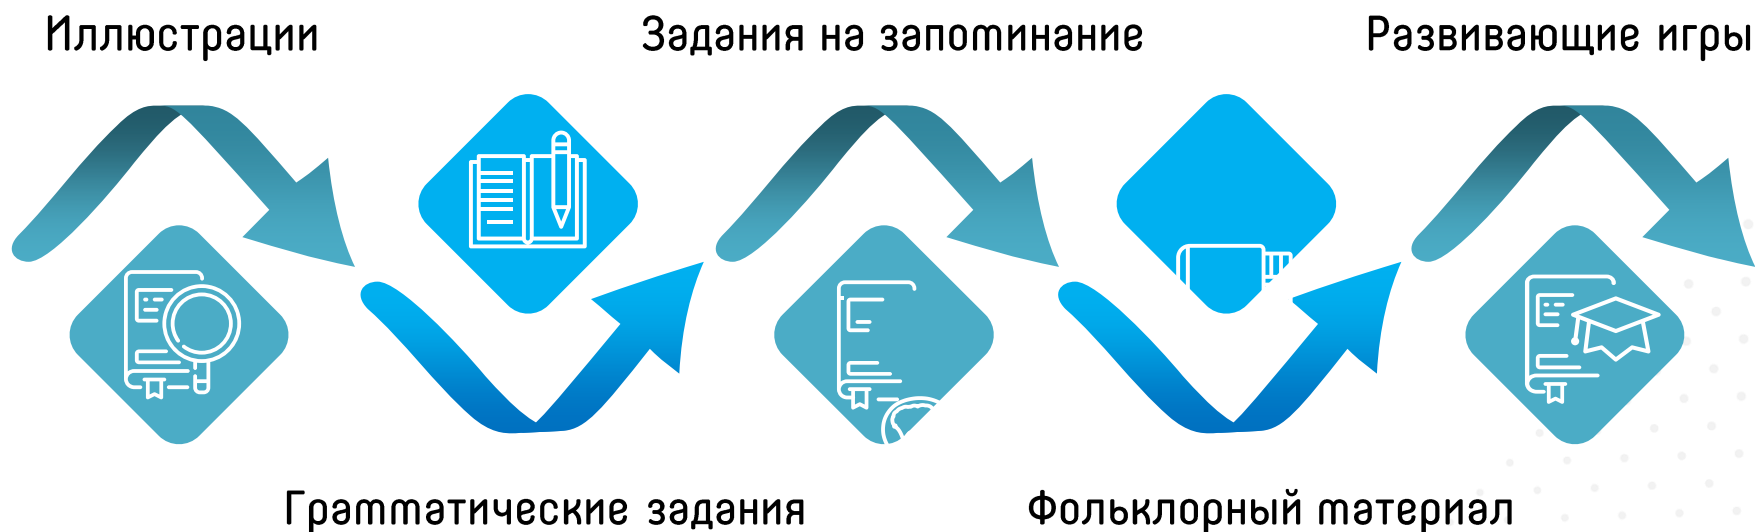 Иллюстрации
Задания на запоминание
Развивающие игры
Грамматические задания
Фольклорный материал